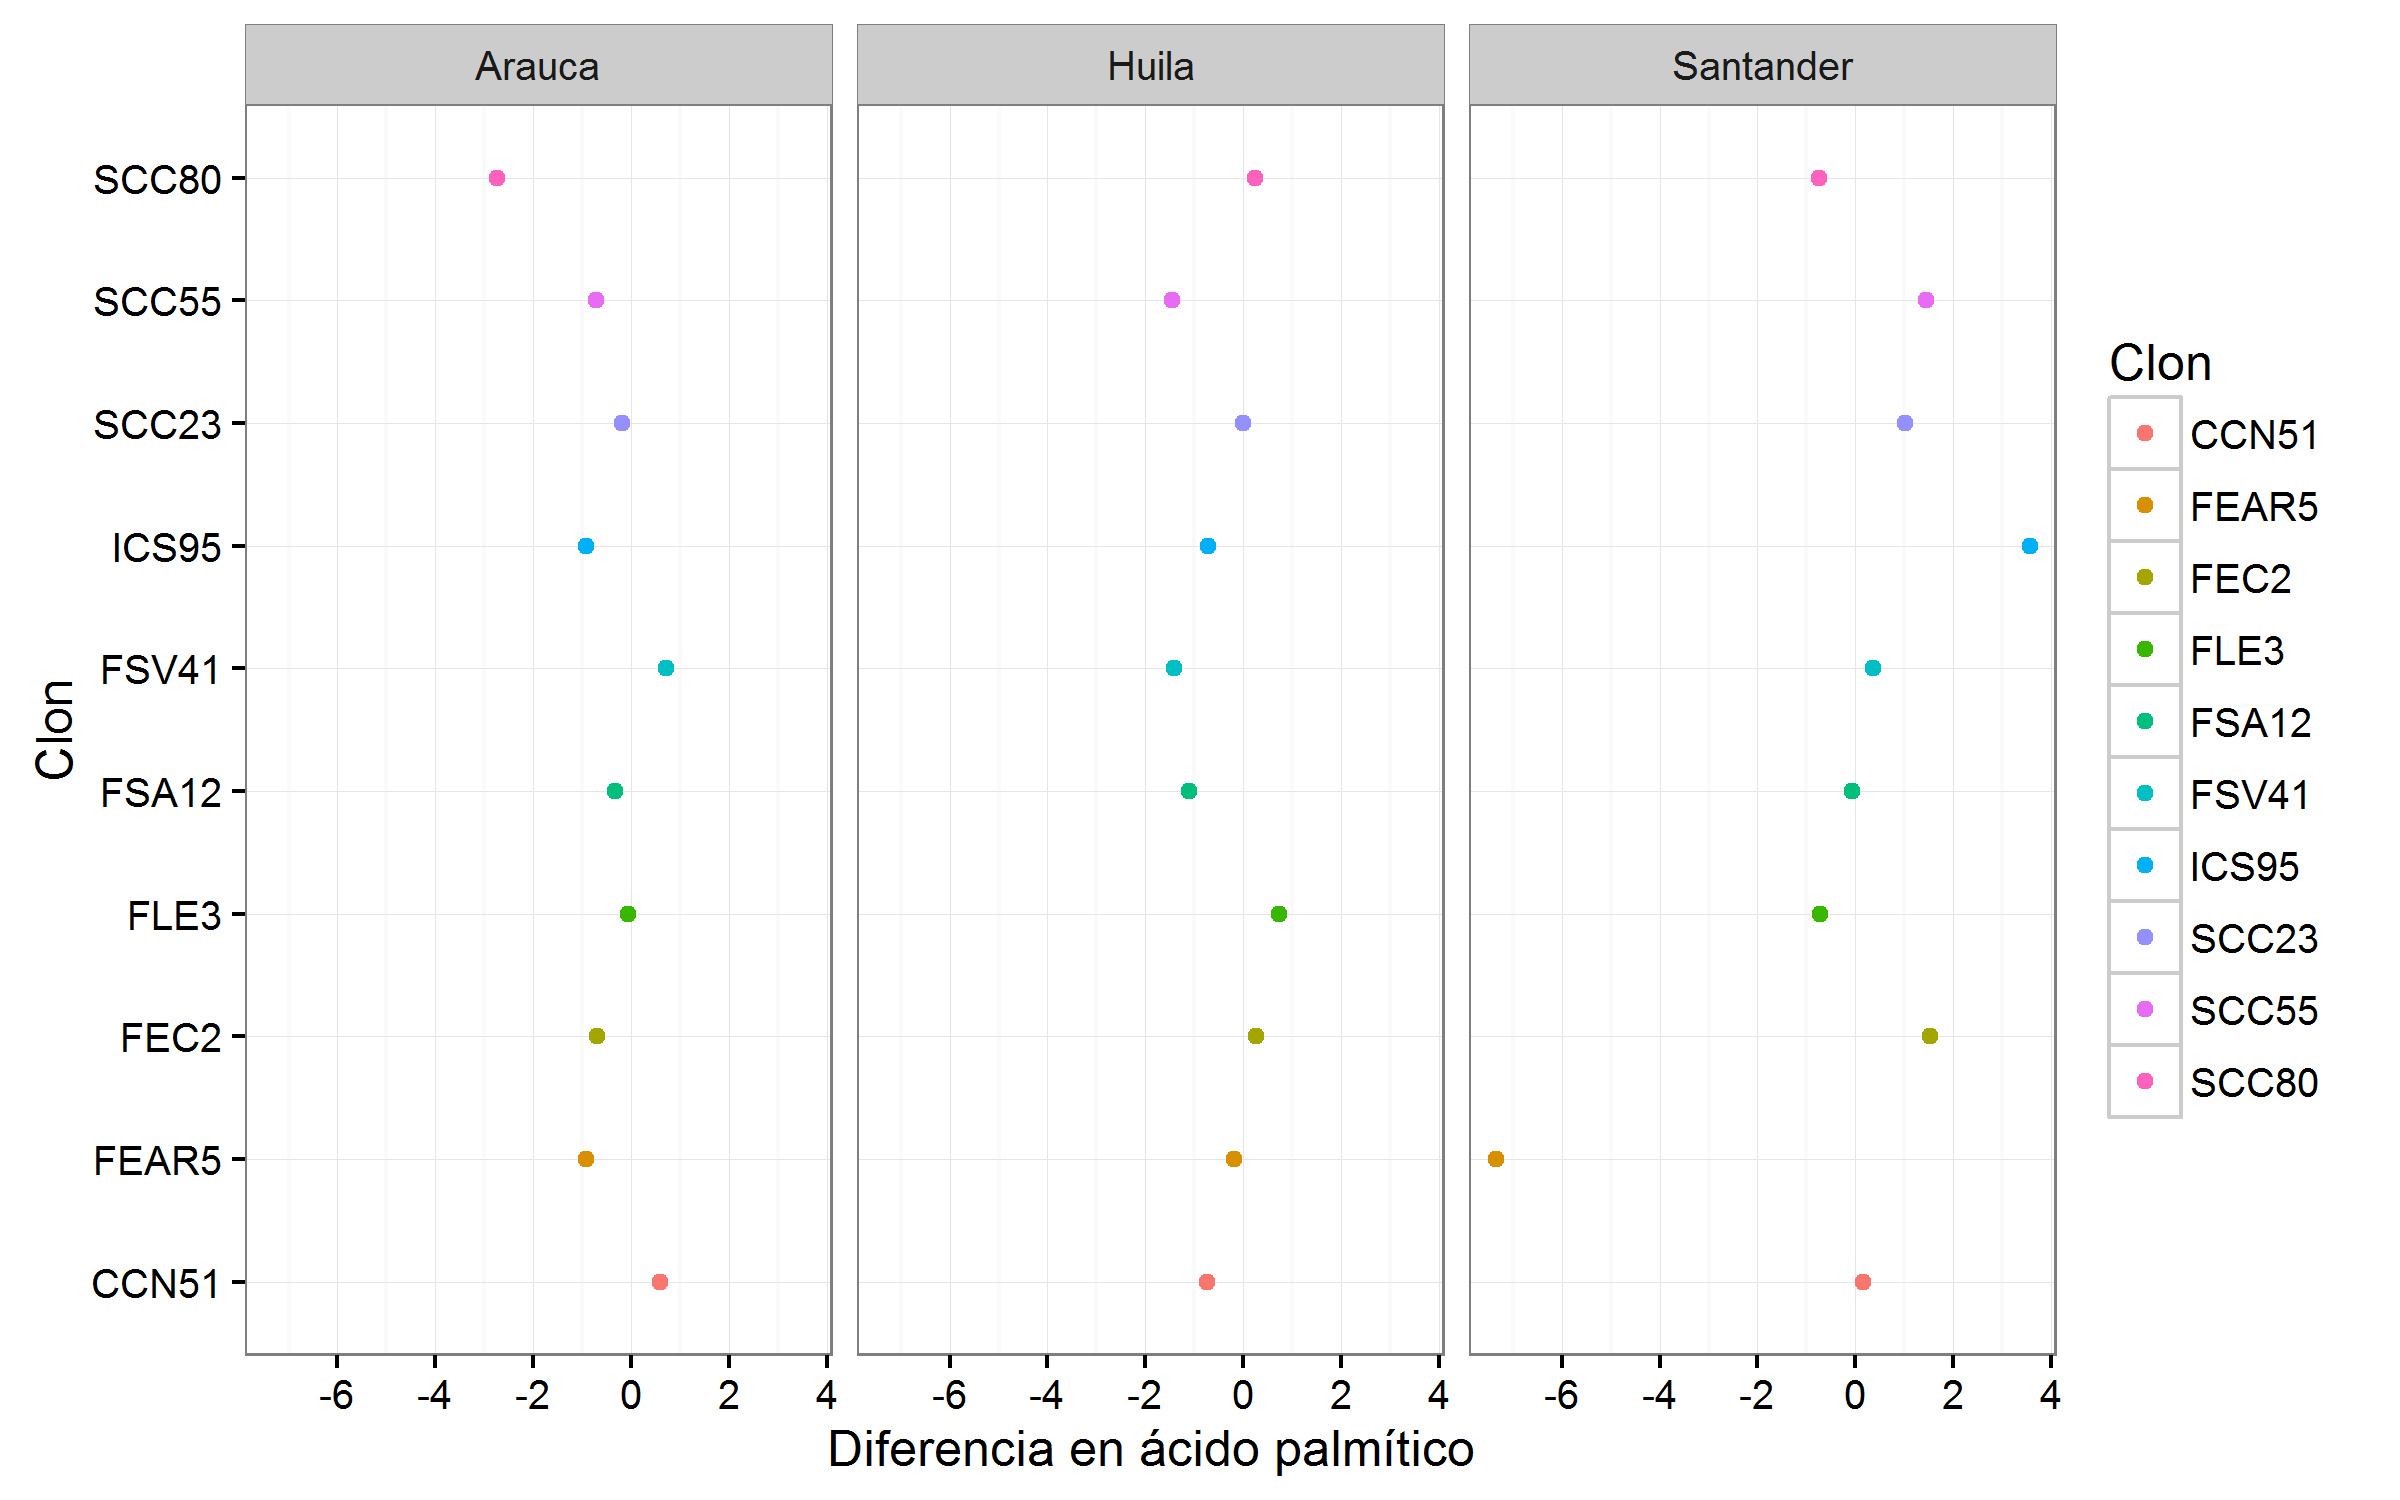 Arauca Huila Santander
SCC80
SCC55
SCC23
ICS95
FSV41
FSA12
FLE3
FEC2
FEAR5
CCN51
Clon
-6 -4 -2 0 2 4 -6 -4 -2 0 2 4 -6 -4 -2 0 2 4
Diferencia en ácido palmítico
Clon
CCN51
FEAR5
FEC2
FLE3
FSA12
FSV41
ICS95
SCC23
SCC55
SCC80